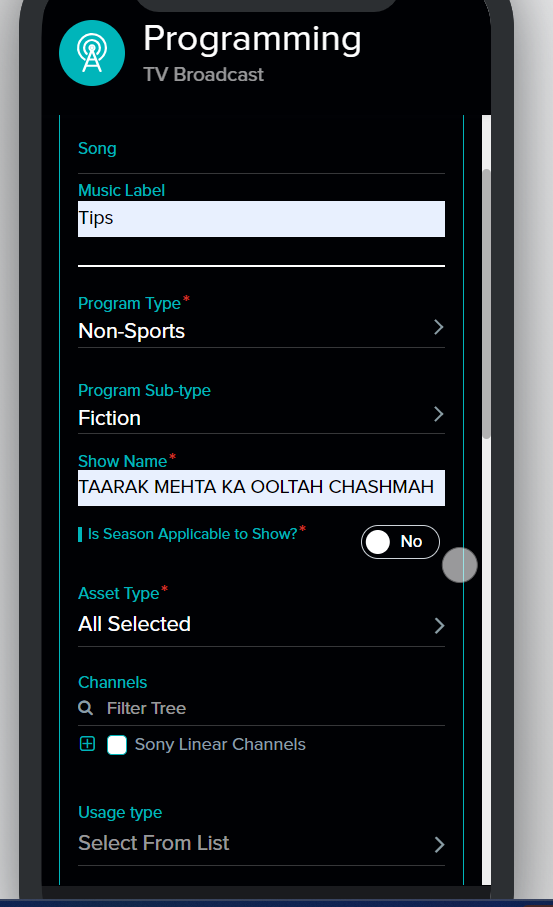 Programming
TV Broadcast
Song
Music Label
Tips
Program Type*
Non-Sports
Program Sub-type
Fiction
Show Name*
TAARAK MEHTA KA OOLTAH CHASHMAH
Is Season Applicable to Show?*
No
Asset Type*
All Selected
Channels
Filter Tree
Sony Linear Channels
Usage type
Select From List